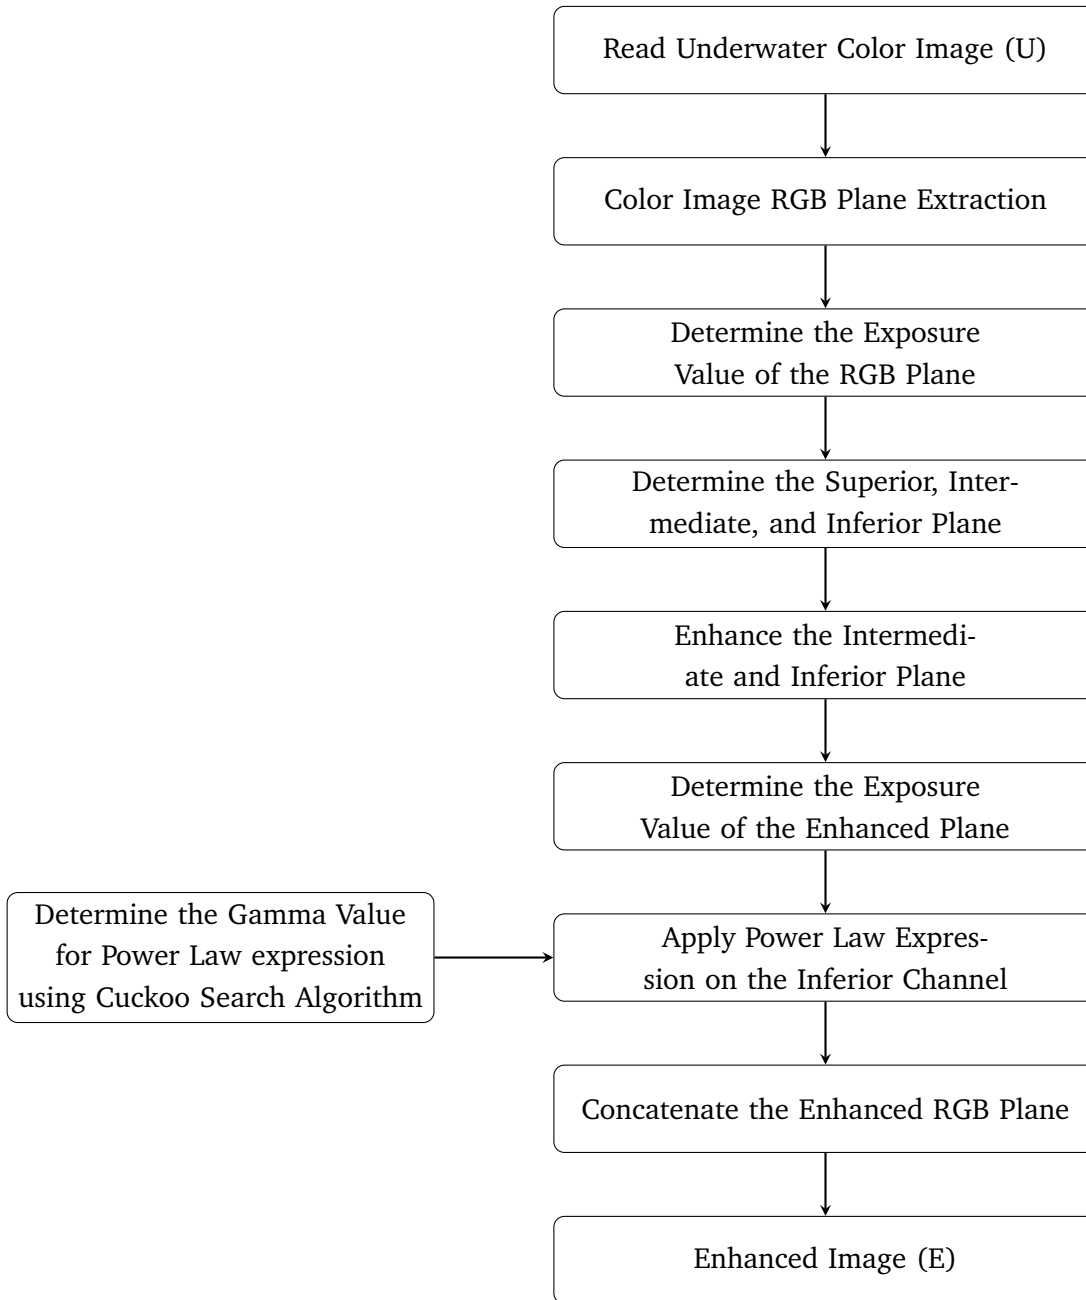 Read Underwater Color Image (U)
Color Image RGB Plane Extraction
Determine the Exposure
Value of the RGB Plane
Determine the Superior, Inter-
mediate, and Inferior Plane
Enhance the Intermedi-
ate and Inferior Plane
Determine the Exposure
Value of the Enhanced Plane
Determine the Gamma Value
for Power Law expression
using Cuckoo Search Algorithm
Apply Power Law Expres-
sion on the Inferior Channel
Concatenate the Enhanced RGB Plane
Enhanced Image (E)